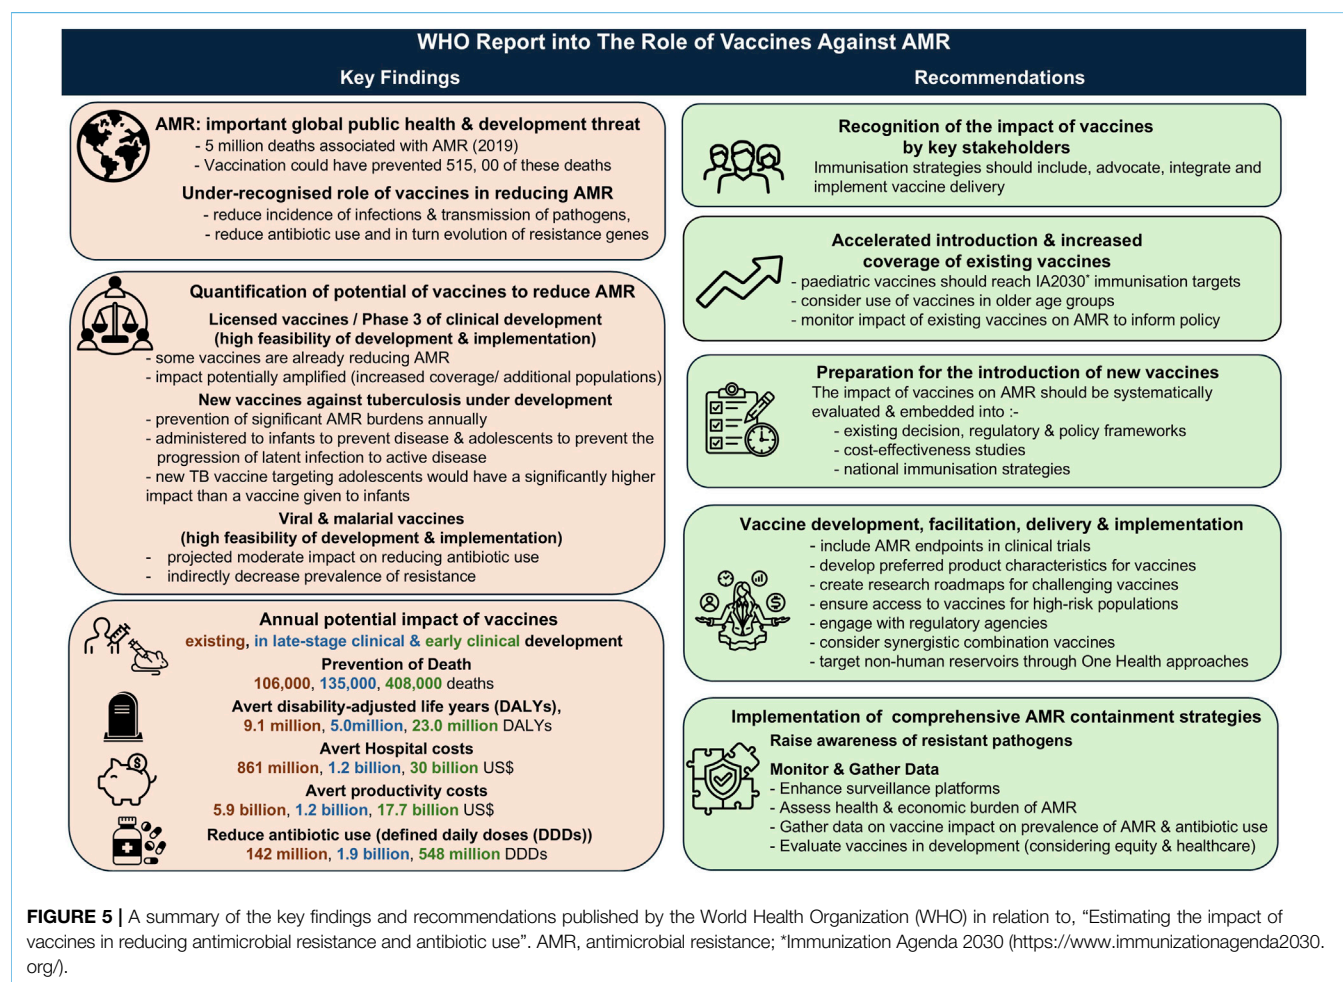 WHO Report into The Role of Vaccines Against AMR
Key Findings
AMR: important global public health & development threat
- 5 million deaths associated with AMR (2019)
- Vaccination could have prevented 515, 00 of these deaths
Under-recognised role of vaccines in reducing AMR
- reduce incidence of infections & transmission of pathogens,
- reduce antibiotic use and in turn evolution of resistance genes
Quantification of potential of vaccines to reduce AMR
Licensed vaccines / Phase 3 of clinical development
(high feasibility of development & implementation)
- some vaccines are already reducing AMR
- impact potentially amplified (increased coverage/ additional populations)
New vaccines against tuberculosis under development
- prevention of significant AMR burdens annually
- administered to infants to prevent disease & adolescents to prevent the
progression of latent infection to active disease
- new TB vaccine targeting adolescents would have a significantly higher
impact than a vaccine given to infants
Viral & malarial vaccines
(high feasibility of development & implementation)
- projected moderate impact on reducing antibiotic use
- indirectly decrease prevalence of resistance
Annual potential impact of vaccines
existing, in late-stage clinical & early clinical development
Prevention of Death
106,000, 135,000, 408,000 deaths
Avert disability-adjusted life years (DALYs),
9.1 million, 5.0million, 23.0 million DALYs
Avert Hospital costs
861 million, 1.2 billion, 30 billion US$
Avert productivity costs
5.9 billion, 1.2 billion, 17.7 billion US$
Reduce antibiotic use (defined daily doses (DDDs))
142 million, 1.9 billion, 548 million DDDs
Recommendations
Recognition of the impact of vaccines
by key stakeholders
Immunisation strategies should include, advocate, integrate and
implement vaccine delivery
Accelerated introduction & increased
coverage of existing vaccines
- paediatric vaccines should reach IA2030* immunisation targets
- consider use of vaccines in older age groups
- monitor impact of existing vaccines on AMR to inform policy
Preparation for the introduction of new vaccines
The impact of vaccines on AMR should be systematically
evaluated & embedded into :-
- existing decision, regulatory & policy frameworks
- cost-effectiveness studies
- national immunisation strategies
Vaccine development, facilitation, delivery & implementation
- include AMR endpoints in clinical trials
- develop preferred product characteristics for vaccines
- create research roadmaps for challenging vaccines
- ensure access to vaccines for high-risk populations
- engage with regulatory agencies
- consider synergistic combination vaccines
- target non-human reservoirs through One Health approaches
Implementation of comprehensive AMR containment strategies
Raise awareness of resistant pathogens
Monitor & Gather Data
- Enhance surveillance platforms
- Assess health & economic burden of AMR
- Gather data on vaccine impact on prevalence of AMR & antibiotic use
- Evaluate vaccines in development (considering equity & healthcare)
FIGURE 5 | A summary of the key findings and recommendations published by the World Health Organization (WHO) in relation to, “Estimating the impact of
vaccines in reducing antimicrobial resistance and antibiotic use”. AMR, antimicrobial resistance; *Immunization Agenda 2030 (https://www.immunizationagenda2030.
org/).